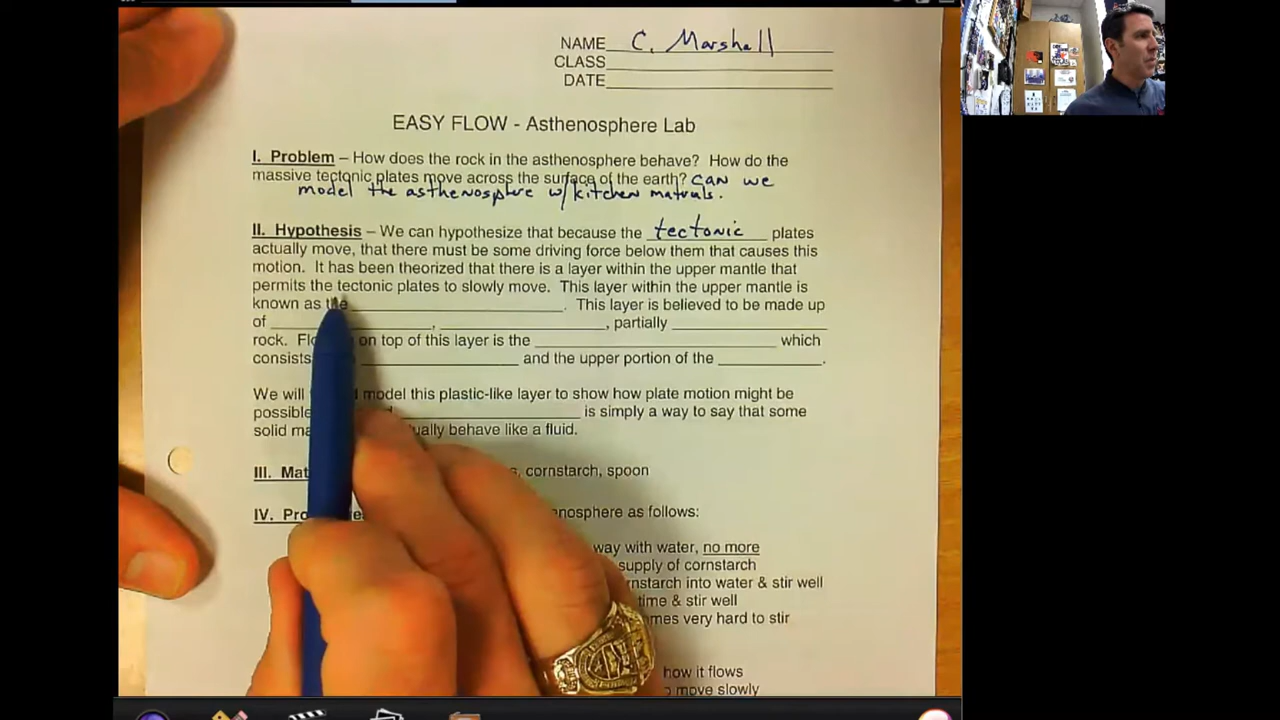 NAME C. Marshall
CLASS
DATE
EASY FLOW - Asthenosphere Lab
I. Problem – How does the rock in the asthenosphere behave? How do the
massive tectonic plates move across the surface of the earth? can we
model the asthenosphere w/kitchen matrials.
II. Hypothesis – We can hypothesize that because the tectonic plates
actually move, that there must be some driving force below them that causes this
motion. It has been theorized that there is a layer within the upper mantle that
permits the tectonic plates to slowly move. This layer within the upper mantle is
known as the . This layer is believed to be made up
of , , partially
rock. on top of this layer is the which
consists and the upper portion of the .
We will model this plastic-like layer to show how plate motion might be
possible is simply a way to say that some
solid behave like a fluid.
III. cornstarch, spoon
IV. as follows:
way with water, no more
supply of cornstarch
into water & stir well
time & stir well
very hard to stir
how it flows
move slowly